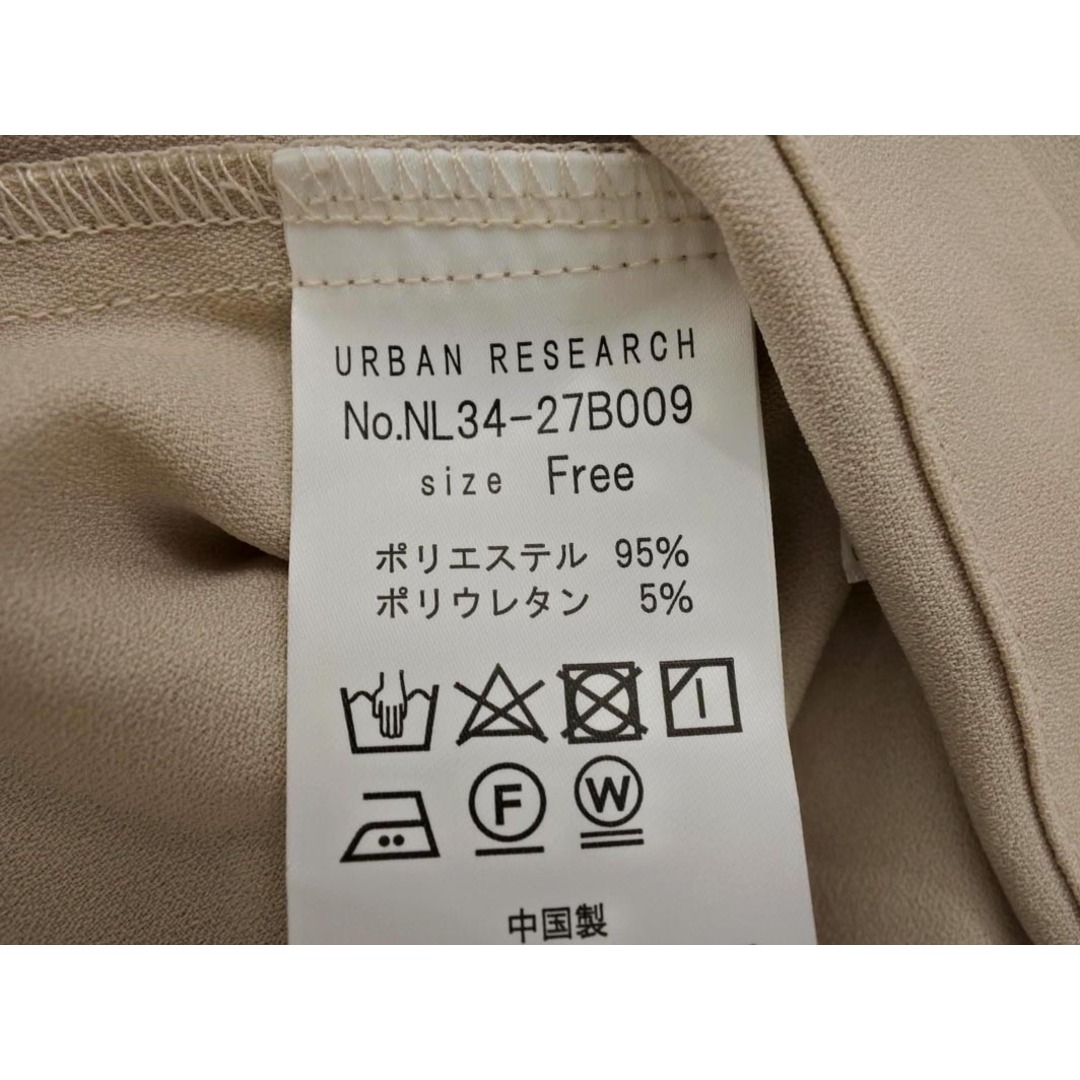 URBAN RESEARCH
No.NL34-27B009
size Free
ポリエステル 95%
ポリウレタン 5%
F W
中国製